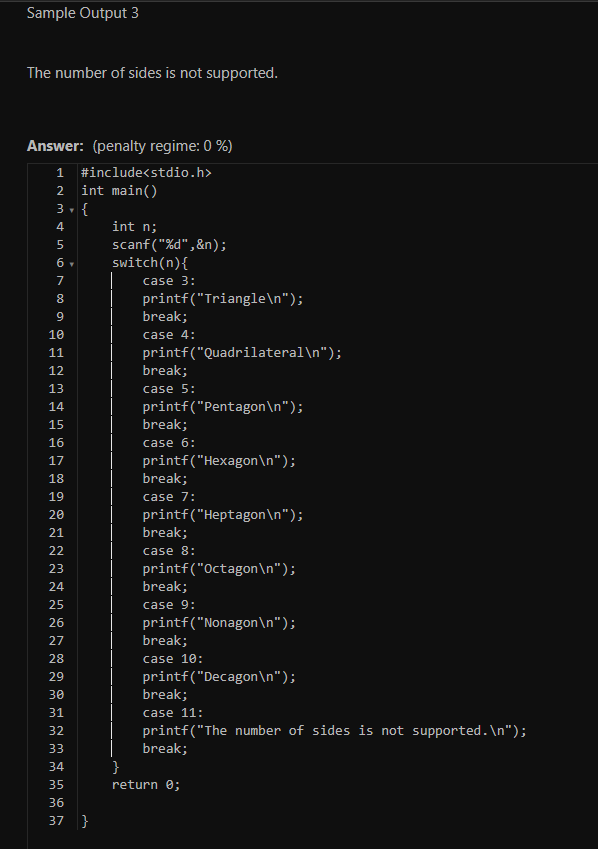 Sample Output 3
The number of sides is not supported.
Answer: (penalty regime: 0 %)
1 #include<stdio.h>
2 int main()
3 {
4     int n;
5     scanf("%d",&n);
6     switch(n){
7         case 3:
8         printf("Triangle\n");
9         break;
10         case 4:
11         printf("Quadrilateral\n");
12         break;
13         case 5:
14         printf("Pentagon\n");
15         break;
16         case 6:
17         printf("Hexagon\n");
18         break;
19         case 7:
20         printf("Heptagon\n");
21         break;
22         case 8:
23         printf("Octagon\n");
24         break;
25         case 9:
26         printf("Nonagon\n");
27         break;
28         case 10:
29         printf("Decagon\n");
30         break;
31         case 11:
32         printf("The number of sides is not supported.\n");
33         break;
34     }
35     return 0;
36
37 }